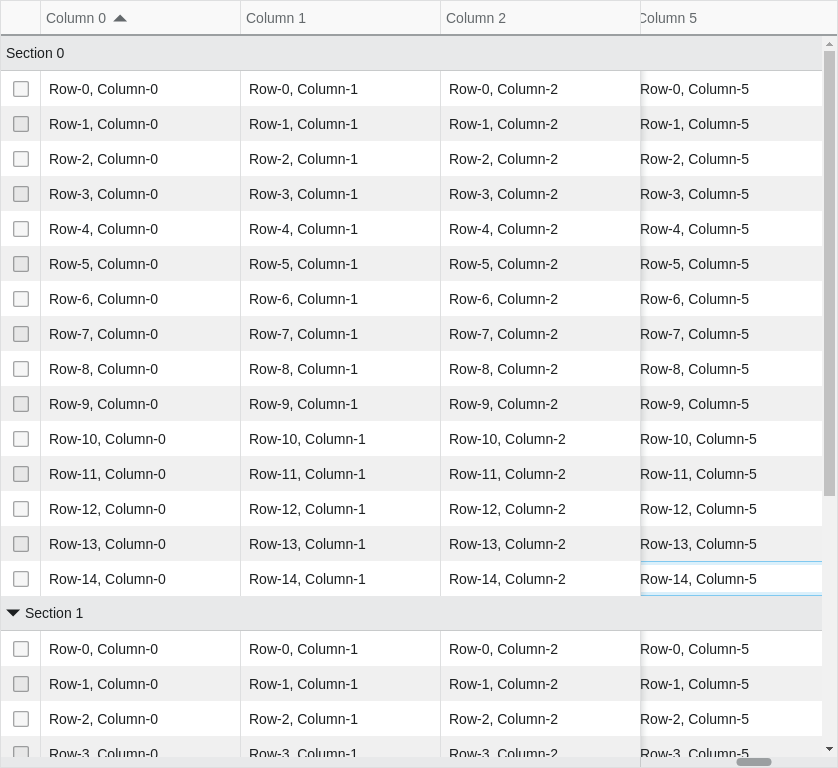 Column 0 Column 1 Column 2 Column 5
Section 0
Row-0, Column-0 Row-0, Column-1 Row-0, Column-2 Row-0, Column-5
Row-1, Column-0 Row-1, Column-1 Row-1, Column-2 Row-1, Column-5
Row-2, Column-0 Row-2, Column-1 Row-2, Column-2 Row-2, Column-5
Row-3, Column-0 Row-3, Column-1 Row-3, Column-2 Row-3, Column-5
Row-4, Column-0 Row-4, Column-1 Row-4, Column-2 Row-4, Column-5
Row-5, Column-0 Row-5, Column-1 Row-5, Column-2 Row-5, Column-5
Row-6, Column-0 Row-6, Column-1 Row-6, Column-2 Row-6, Column-5
Row-7, Column-0 Row-7, Column-1 Row-7, Column-2 Row-7, Column-5
Row-8, Column-0 Row-8, Column-1 Row-8, Column-2 Row-8, Column-5
Row-9, Column-0 Row-9, Column-1 Row-9, Column-2 Row-9, Column-5
Row-10, Column-0 Row-10, Column-1 Row-10, Column-2 Row-10, Column-5
Row-11, Column-0 Row-11, Column-1 Row-11, Column-2 Row-11, Column-5
Row-12, Column-0 Row-12, Column-1 Row-12, Column-2 Row-12, Column-5
Row-13, Column-0 Row-13, Column-1 Row-13, Column-2 Row-13, Column-5
Row-14, Column-0 Row-14, Column-1 Row-14, Column-2 Row-14, Column-5
Section 1
Row-0, Column-0 Row-0, Column-1 Row-0, Column-2 Row-0, Column-5
Row-1, Column-0 Row-1, Column-1 Row-1, Column-2 Row-1, Column-5
Row-2, Column-0 Row-2, Column-1 Row-2, Column-2 Row-2, Column-5
Row-3, Column-0 Row-3, Column-1 Row-3, Column-2 Row-3, Column-5